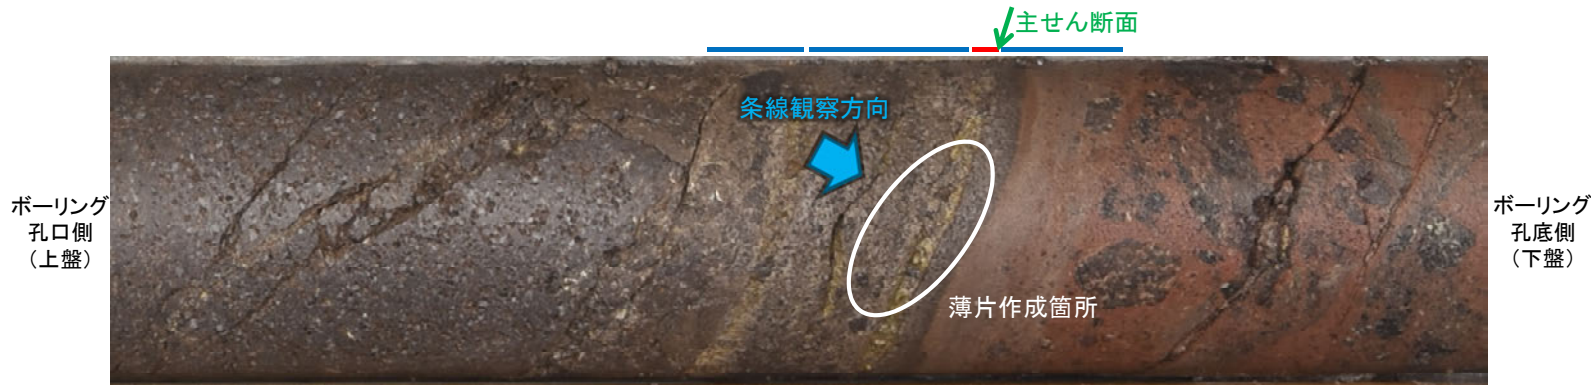 主せん断面
条線観察方向
ボーリング
孔口側
（上盤）
ボーリング
孔底側
（下盤）
薄片作成箇所